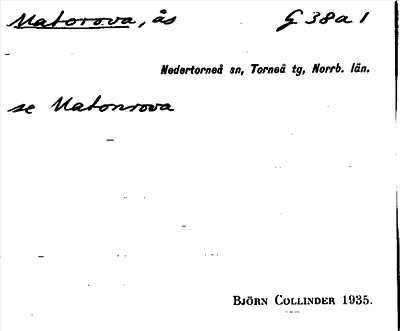 Matorova, ås G 38a 1
Nedertorneå sn, Torneå tg, Norrb. län.
se Matonrova
Björn Collinder 1935.